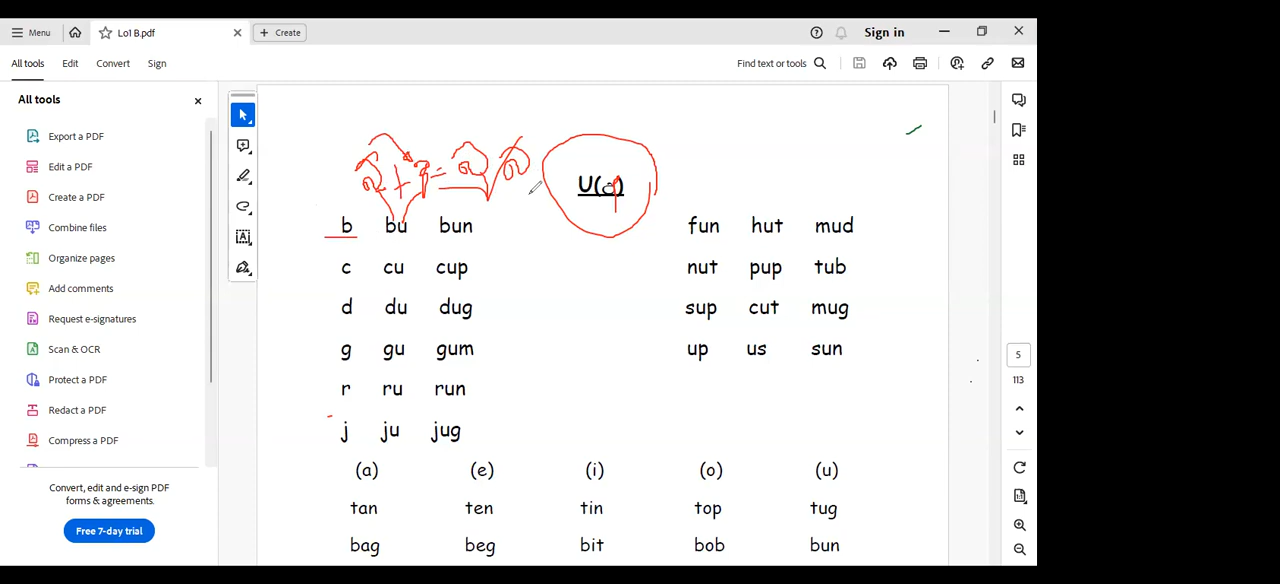 Menu Lo1 B.pdf Create Sign in
All tools Edit Convert Sign Find text or tools
All tools
Export a PDF
Edit a PDF
Create a PDF
Combine files
Organize pages
Add comments
Request e-signatures
Scan & OCR
Protect a PDF
Redact a PDF
Compress a PDF
Convert, edit and e-sign PDF
forms & agreements.
Free 7-day trial
b bu bun fun hut mud
c cu cup nut pup tub
d du dug sup cut mug
g gu gum up us sun
r ru run
j ju jug
(a) (e) (i) (o) (u)
tan ten tin top tug
bag beg bit bob bun
5
113